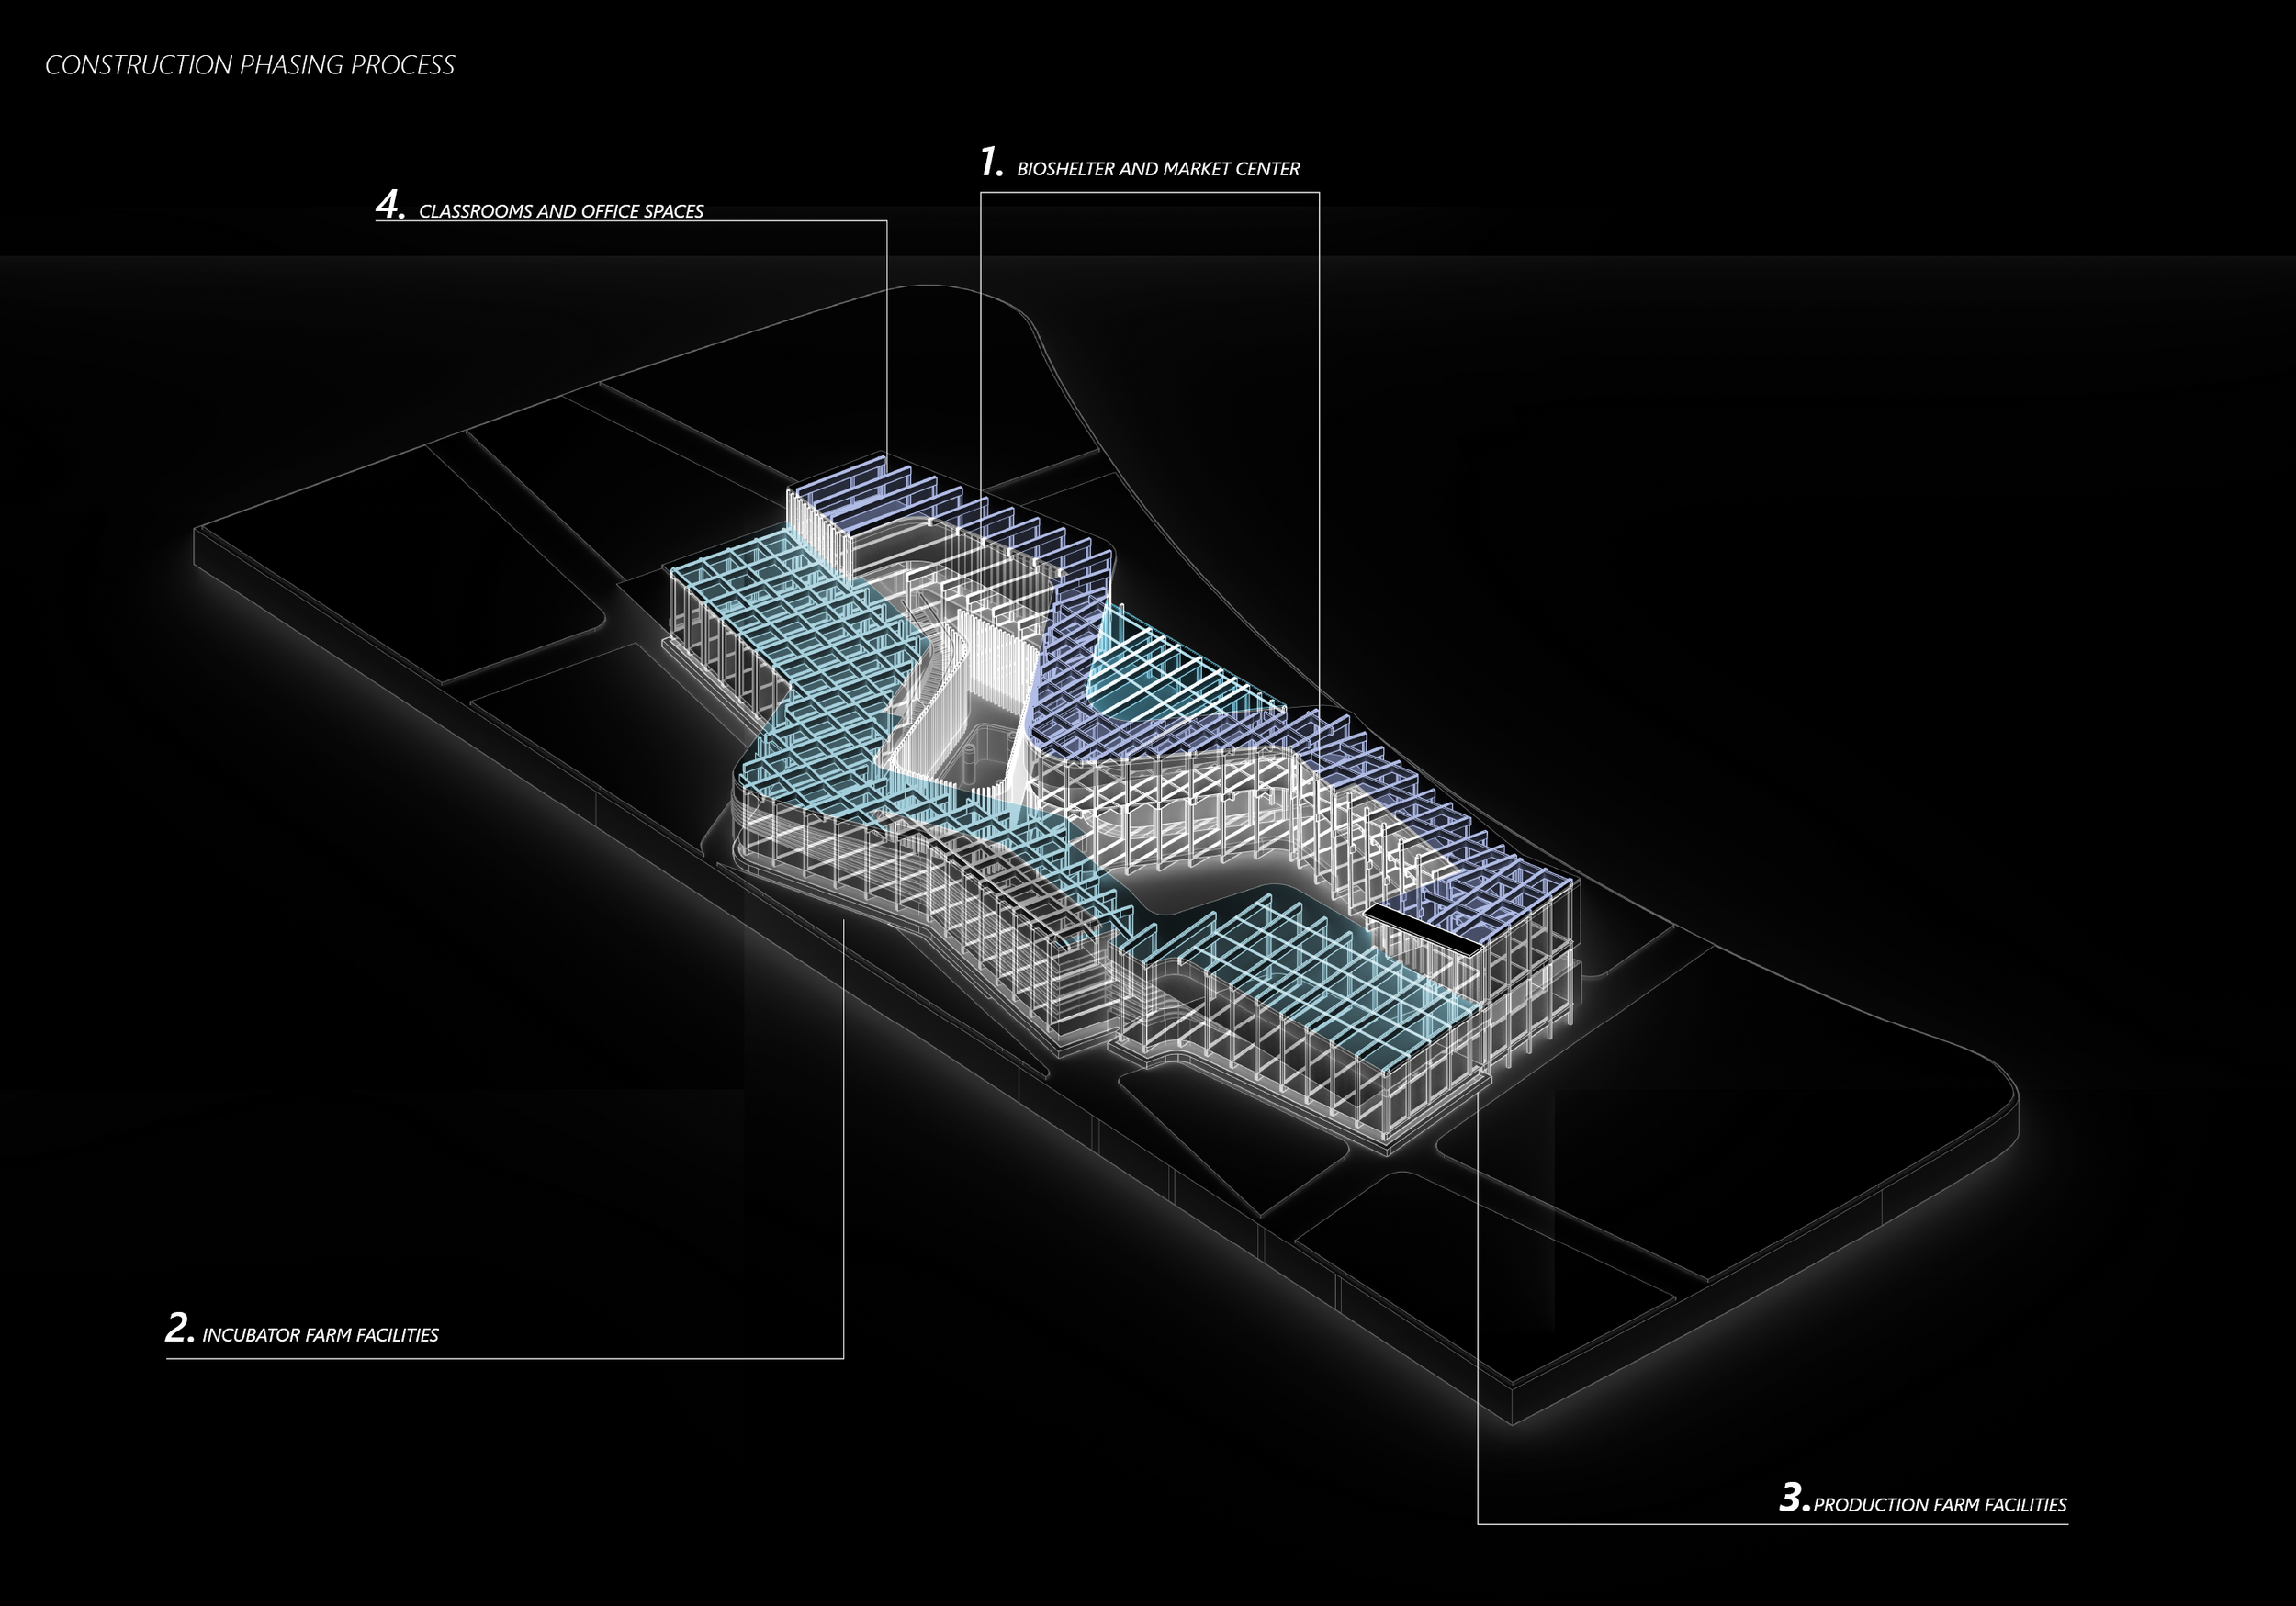 CONSTRUCTION PHASING PROCESS
1. BIOSHELTER AND MARKET CENTER
4. CLASSROOMS AND OFFICE SPACES
2. INCUBATOR FARM FACILITIES
3. PRODUCTION FARM FACILITIES